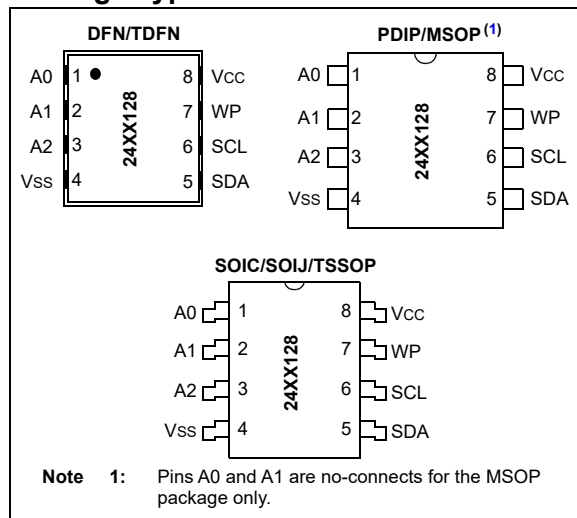 DFN/TDFN
A0 1 8 VCC
A1 2 7 WP
A2 3 6 SCL
VSS 4 5 SDA
24XX128
PDIP/MSOP (1)
A0 1 8 VCC
A1 2 7 WP
A2 3 6 SCL
VSS 4 5 SDA
24XX128
SOIC/SOIJ/TSSOP
A0 1 8 VCC
A1 2 7 WP
A2 3 6 SCL
VSS 4 5 SDA
24XX128
Note 1: Pins A0 and A1 are no-connects for the MSOP
package only.